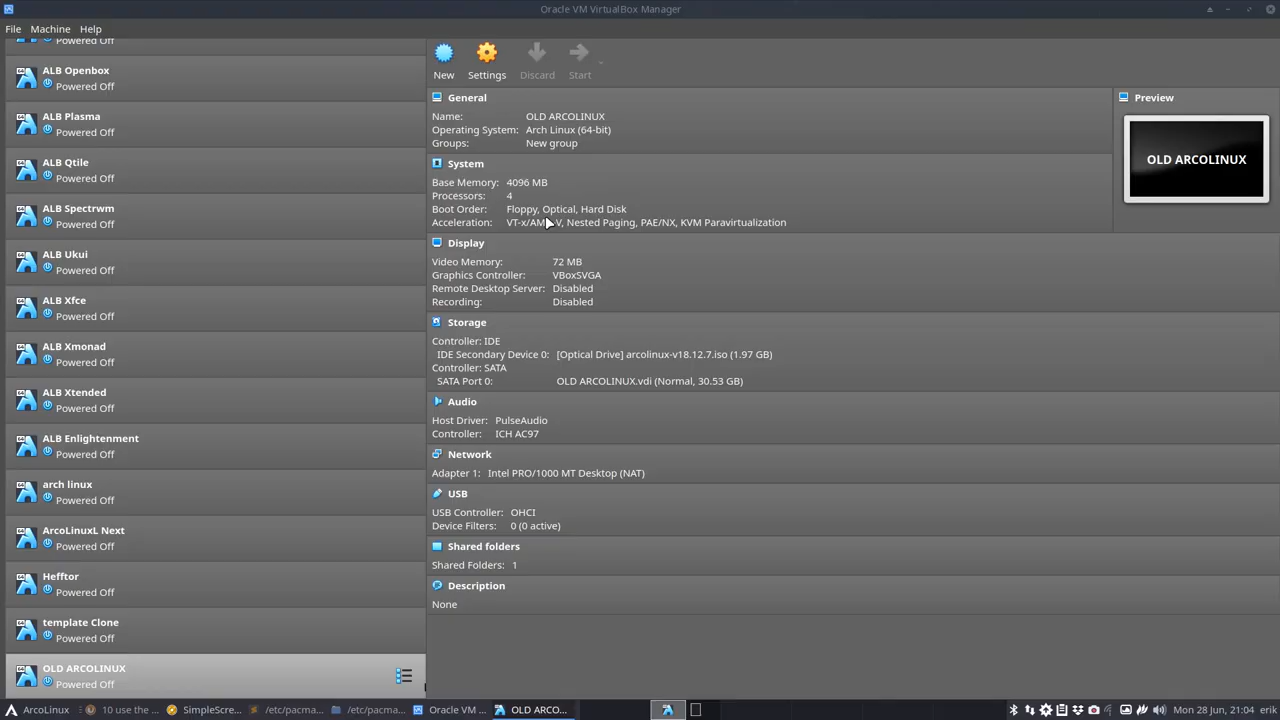 Oracle VM VirtualBox Manager
File Machine Help
Powered Off
ALB Openbox
Powered Off
ALB Plasma
Powered Off
ALB Qtile
Powered Off
ALB Spectrwm
Powered Off
ALB Ukui
Powered Off
ALB Xfce
Powered Off
ALB Xmonad
Powered Off
ALB Xtended
Powered Off
ALB Enlightenment
Powered Off
arch linux
Powered Off
ArcoLinuxL Next
Powered Off
Hefftor
Powered Off
template Clone
Powered Off
OLD ARCOLINUX
Powered Off
New Settings Discard Start
General
Name: OLD ARCOLINUX
Operating System: Arch Linux (64-bit)
Groups: New group
System
Base Memory: 4096 MB
Processors: 4
Boot Order: Floppy, Optical, Hard Disk
Acceleration: VT-x/AMD-V, Nested Paging, PAE/NX, KVM Paravirtualization
Display
Video Memory: 72 MB
Graphics Controller: VBoxSVGA
Remote Desktop Server: Disabled
Recording: Disabled
Storage
Controller: IDE
IDE Secondary Device 0: [Optical Drive] arcolinux-v18.12.7.iso (1.97 GB)
Controller: SATA
SATA Port 0: OLD ARCOLINUX.vdi (Normal, 30.53 GB)
Audio
Host Driver: PulseAudio
Controller: ICH AC97
Network
Adapter 1: Intel PRO/1000 MT Desktop (NAT)
USB
USB Controller: OHCI
Device Filters: 0 (0 active)
Shared folders
Shared Folders: 1
Description
None
Preview
OLD ARCOLINUX
ArcoLinux 10 use the ... SimpleScre... /etc/pacma... /etc/pacma... Oracle VM ... OLD ARCO... Mon 28 Jun, 21:04 erik